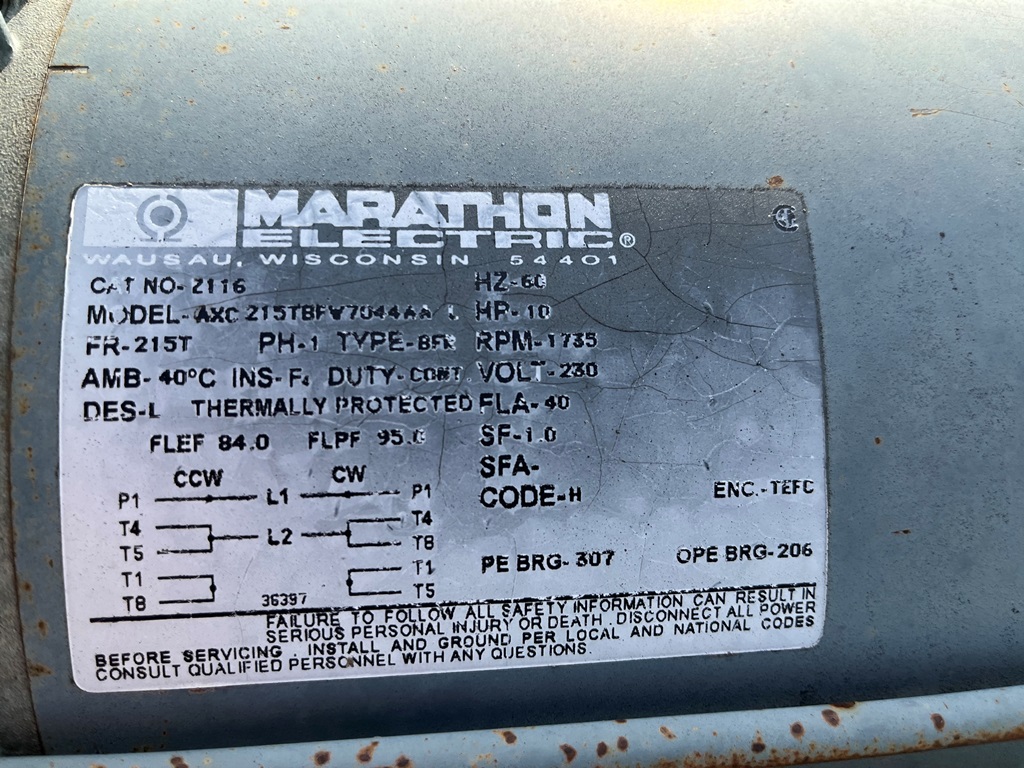 MARATHON
ELECTRIC®
WAUSAU, WISCONSIN 54401
CAT NO- Z116 HZ-60
HP-10
FR-215T PH-1 TYPE- RPM-1735
AMB- 40°C INS-F4 DUTY-CONT VOLT-230
DES-L THERMALLY PROTECTED FLA-40
FLEF 84.0 FLPF 95.0 SF-1.0
CCW CW SFA-
P1 L1 P1 CODE-H ENC.-TEFC
T4 L2 T4
T5 T8
T1 T1 PE BRG- 307 OPE BRG-206
T8 T5
36397
FAILURE TO FOLLOW ALL SAFETY INFORMATION CAN RESULT IN
SERIOUS PERSONAL INJURY OR DEATH. DISCONNECT ALL POWER
BEFORE SERVICING. INSTALL AND GROUND PER LOCAL AND NATIONAL CODES
CONSULT QUALIFIED PERSONNEL WITH ANY QUESTIONS.